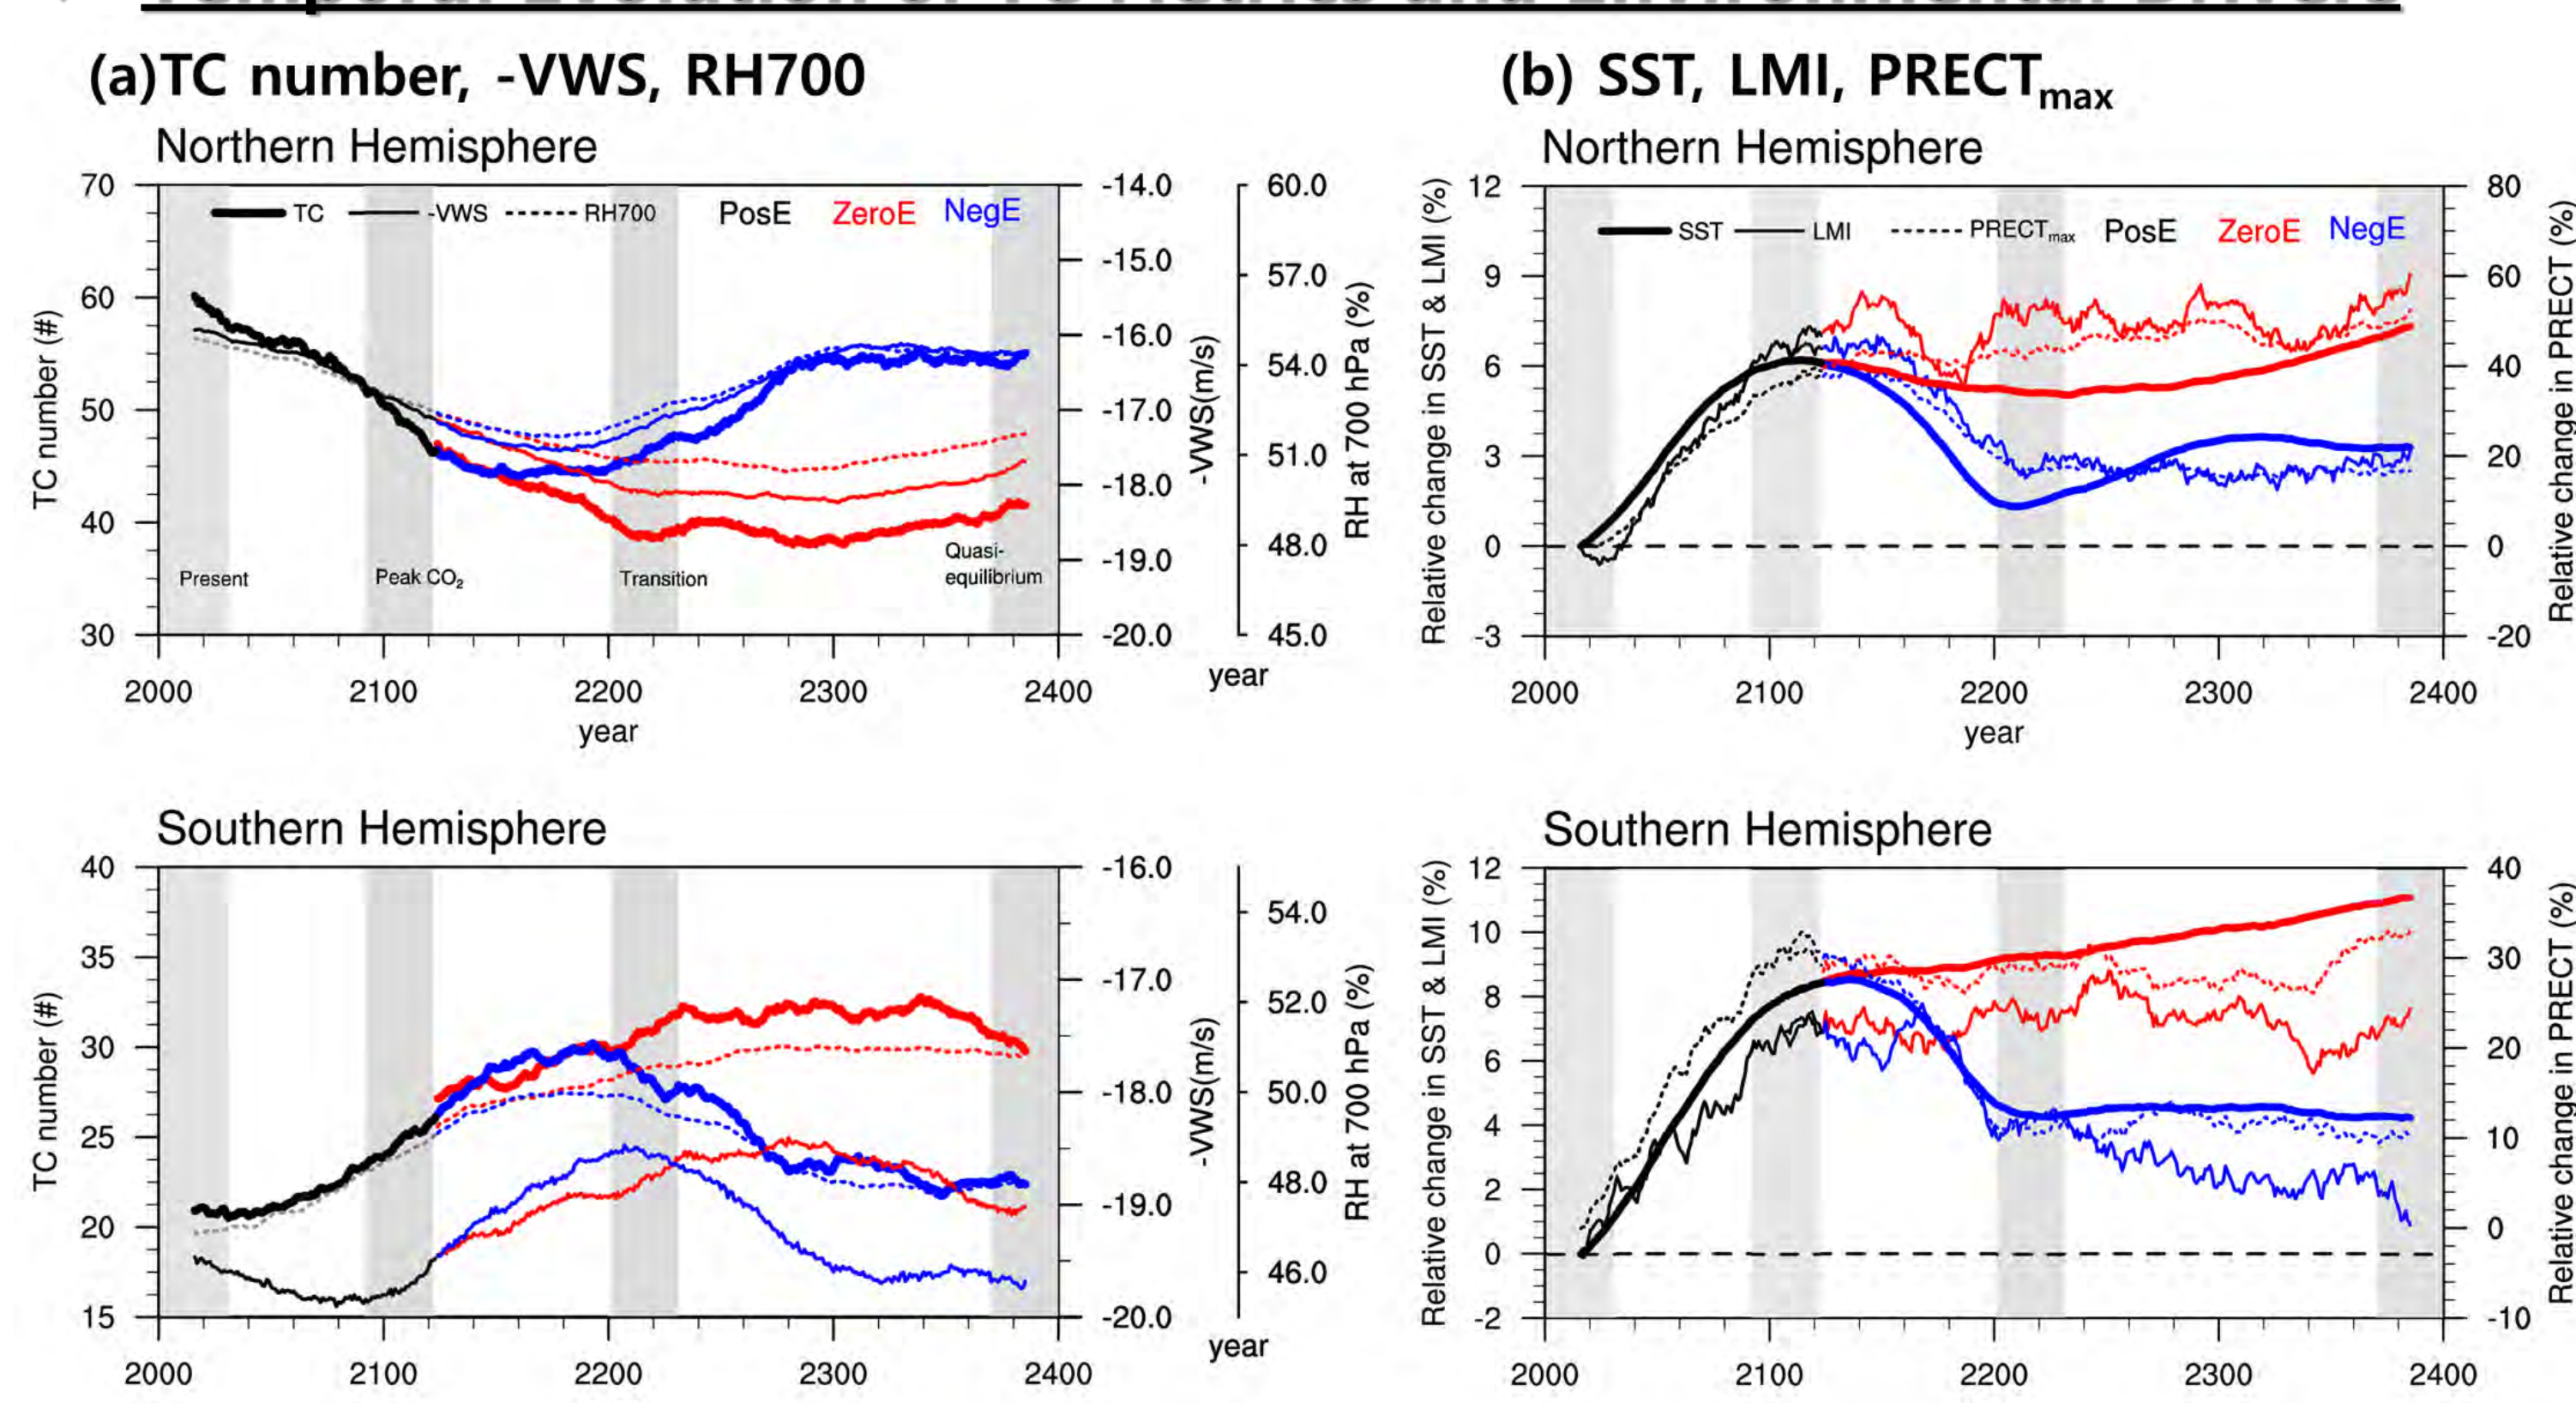 Temporal Evolution of TC Metrics and Environmental Drivers
(a)TC number, -VWS, RH700
Northern Hemisphere
TC -VWS RH700 PosE ZeroE NegE
70
60
50
40
30
TC number (#)
-14.0
-15.0
-16.0
-17.0
-18.0
-19.0
-20.0
-VWS(m/s)
60.0
57.0
54.0
51.0
48.0
45.0
RH at 700 hPa (%)
Present
Peak CO₂
Transition
Quasi-
equilibrium
2000 2100 2200 2300 2400
year
year
Southern Hemisphere
40
35
30
25
20
15
TC number (#)
-16.0
-17.0
-18.0
-19.0
-20.0
-VWS(m/s)
54.0
52.0
50.0
48.0
46.0
RH at 700 hPa (%)
year
2000 2100 2200 2300 2400
(b) SST, LMI, PRECTmax
Northern Hemisphere
SST LMI PRECTmax PosE ZeroE NegE
12
9
6
3
0
-3
Relative change in SST & LMI (%)
80
60
40
20
0
-20
Relative change in PRECT (%)
2000 2100 2200 2300 2400
year
Southern Hemisphere
12
10
8
6
4
2
0
-2
Relative change in SST & LMI (%)
40
30
20
10
0
-10
Relative change in PRECT (%)
2000 2100 2200 2300 2400